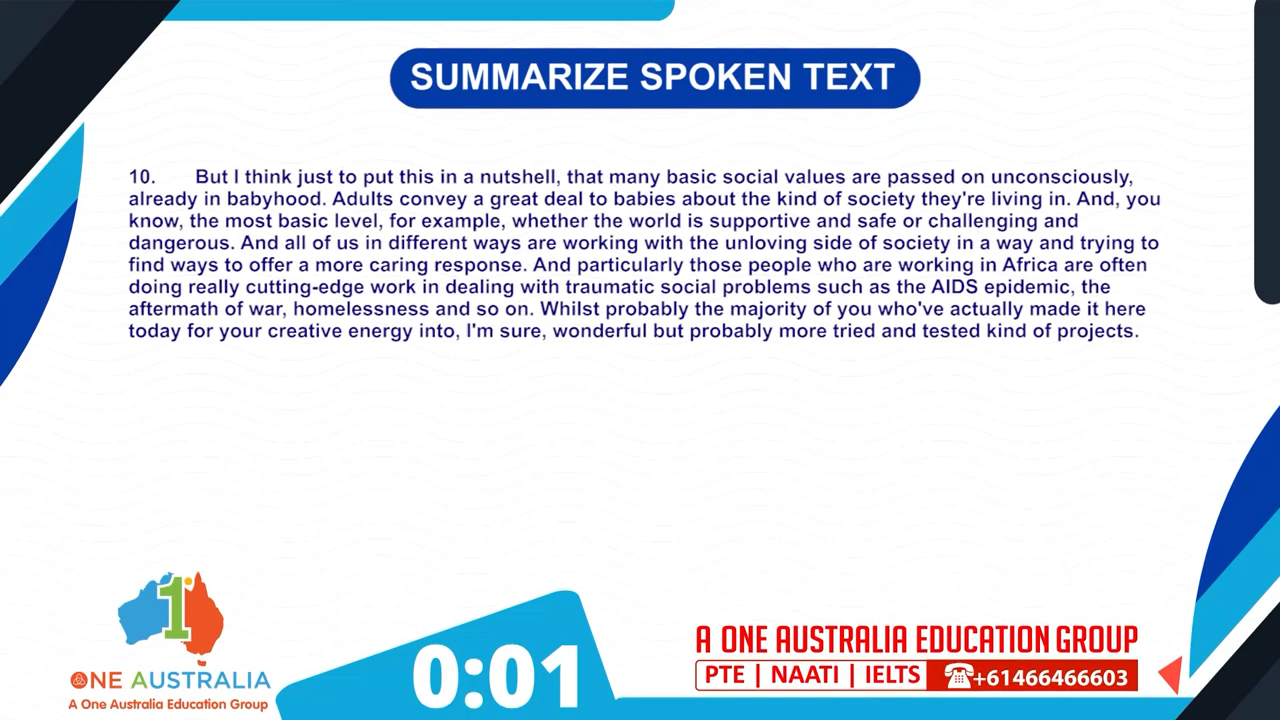 SUMMARIZE SPOKEN TEXT
10. But I think just to put this in a nutshell, that many basic social values are passed on unconsciously,
already in babyhood. Adults convey a great deal to babies about the kind of society they're living in. And, you
know, the most basic level, for example, whether the world is supportive and safe or challenging and
dangerous. And all of us in different ways are working with the unloving side of society in a way and trying to
find ways to offer a more caring response. And particularly those people who are working in Africa are often
doing really cutting-edge work in dealing with traumatic social problems such as the AIDS epidemic, the
aftermath of war, homelessness and so on. Whilst probably the majority of you who've actually made it here
today for your creative energy into, I'm sure, wonderful but probably more tried and tested kind of projects.
1
ONE AUSTRALIA
A One Australia Education Group
0:01
A ONE AUSTRALIA EDUCATION GROUP
PTE | NAATI | IELTS +61466466603